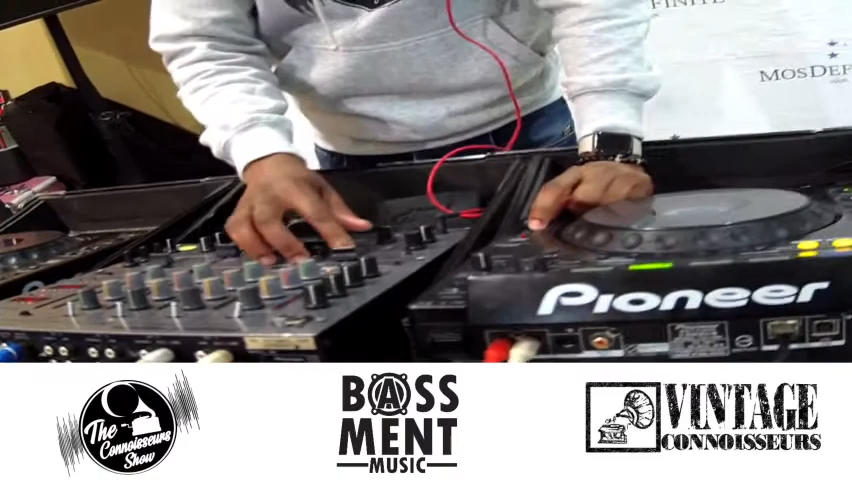 FINITE
MOSDEF
Pioneer
The
Connoisseurs
Show
BASS
MENT
MUSIC
VINTAGE
CONNOISSEURS